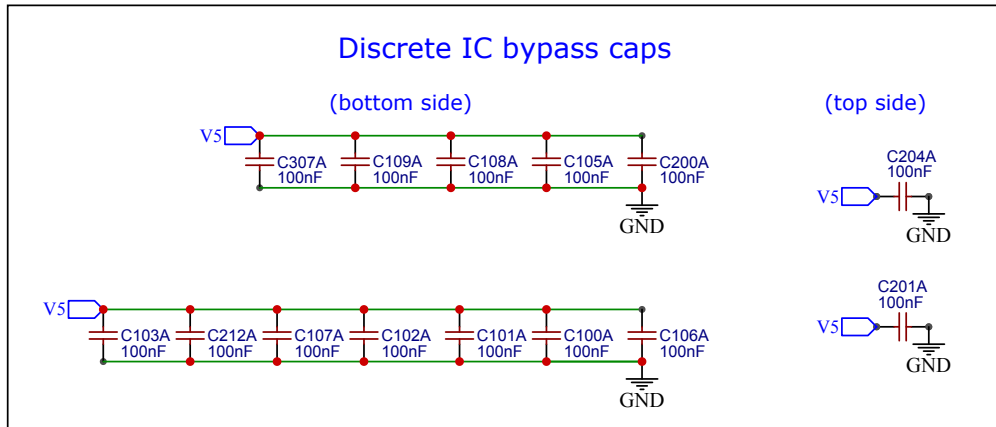 Discrete IC bypass caps
(bottom side)
(top side)
V5
C307A
100nF
C109A
100nF
C108A
100nF
C105A
100nF
C200A
100nF
GND
C204A
100nF
V5
GND
V5
C103A
100nF
C212A
100nF
C107A
100nF
C102A
100nF
C101A
100nF
C100A
100nF
C106A
100nF
GND
C201A
100nF
V5
GND